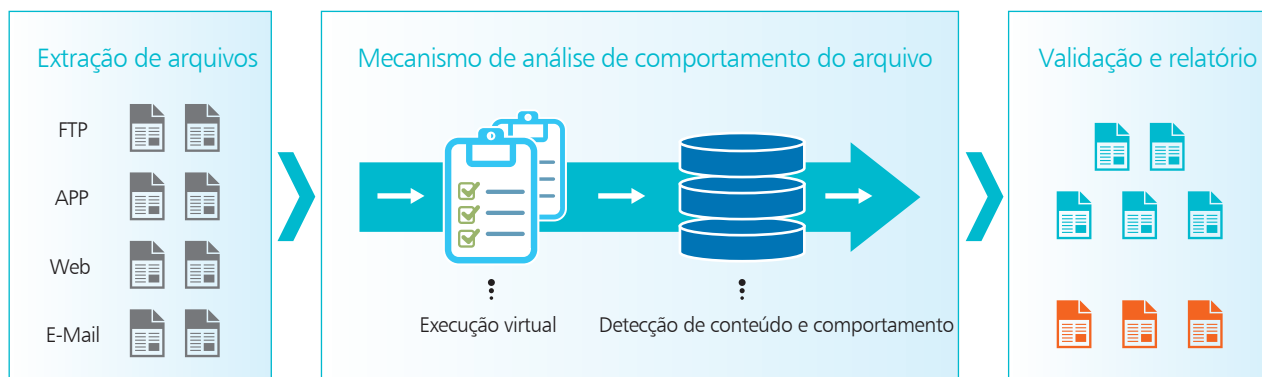 Extração de arquivos
FTP
APP
Web
E-Mail
Mecanismo de análise de comportamento do arquivo
Execução virtual
Detecção de conteúdo e comportamento
Validação e relatório